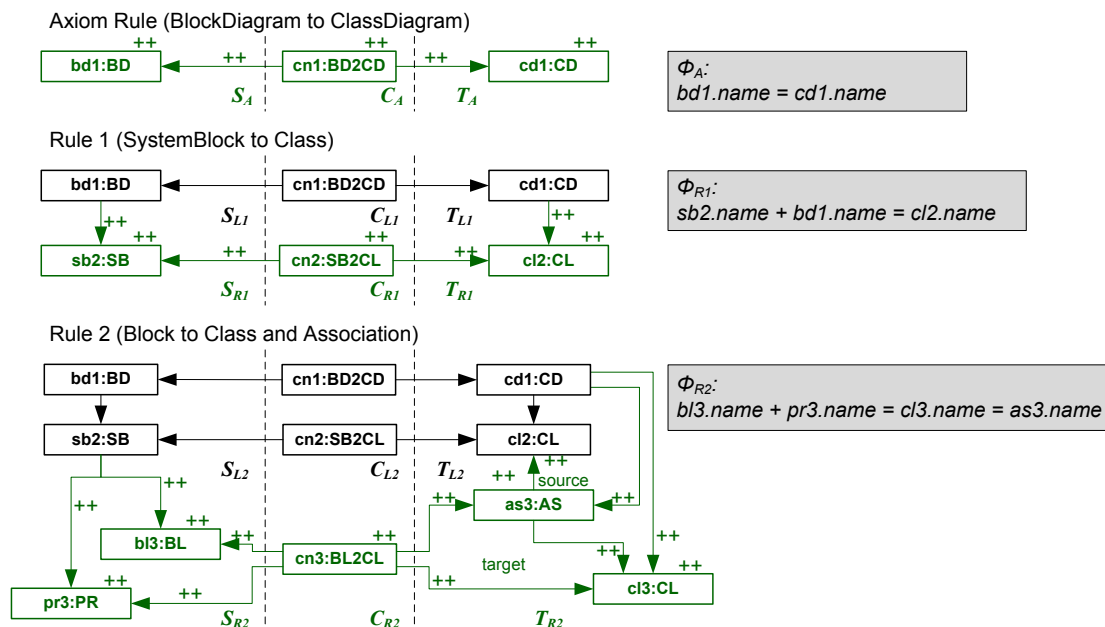 Axiom Rule (BlockDiagram to ClassDiagram)
++ ++ ++
bd1:BD ++ cn1:BD2CD ++ cd1:CD
S_A C_A T_A
Φ_A:
bd1.name = cd1.name
Rule 1 (SystemBlock to Class)
bd1:BD cn1:BD2CD cd1:CD
S_L1 C_L1 T_L1
++ ++
++ ++ ++
sb2:SB ++ cn2:SB2CL ++ cl2:CL
S_R1 C_R1 T_R1
Φ_R1:
sb2.name + bd1.name = cl2.name
Rule 2 (Block to Class and Association)
bd1:BD cn1:BD2CD cd1:CD
sb2:SB cn2:SB2CL cl2:CL
S_L2 C_L2 T_L2
++ ++
source
++ ++ ++ as3:AS ++
++ ++
bl3:BL ++ ++ cn3:BL2CL
++ ++
target
++ ++ ++ ++
pr3:PR cl3:CL
S_R2 C_R2 T_R2
Φ_R2:
bl3.name + pr3.name = cl3.name = as3.name